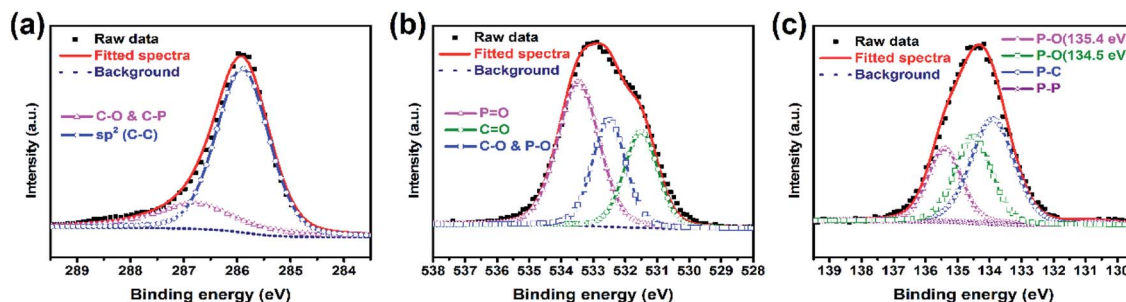 (a)
Raw data
Fitted spectra
Background
C-O & C-P
sp² (C-C)
Intensity (a.u.)
289 288 287 286 285 284
Binding energy (eV)
(b)
Raw data
Fitted spectra
Background
P=O
C=O
C-O & P-O
Intensity (a.u.)
538 537 536 535 534 533 532 531 530 529 528
Binding energy (eV)
(c)
Raw data
Fitted spectra
Background
P-O(135.4 eV
P-O(134.5 eV
P-C
P-P
Intensity (a.u.)
139 138 137 136 135 134 133 132 131 130
Binding energy (eV)